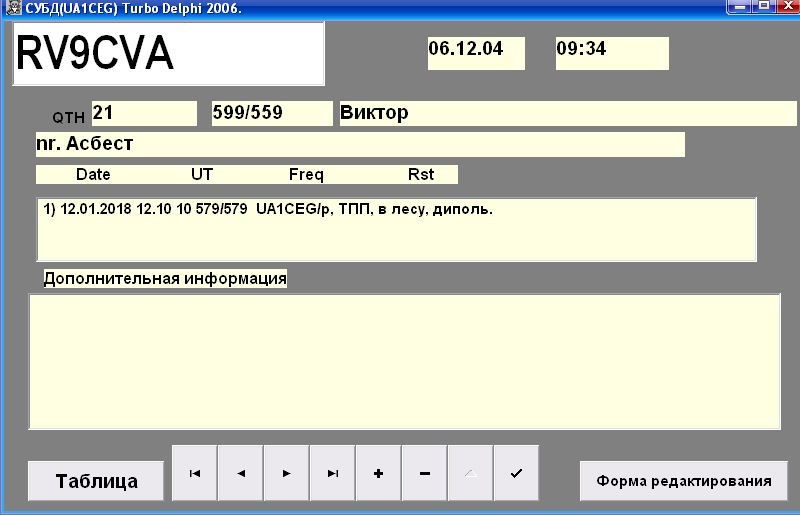 СУБД(UA1CEG) Turbo Delphi 2006.
RV9CVA
06.12.04 09:34
QTH 21 599/559 Виктор
nr. Асбест
Date UT Freq Rst
1) 12.01.2018 12.10 10 579/579 UA1CEG/p, ТПП, в лесу, диполь.
Дополнительная информация
Таблица
Форма редактирования